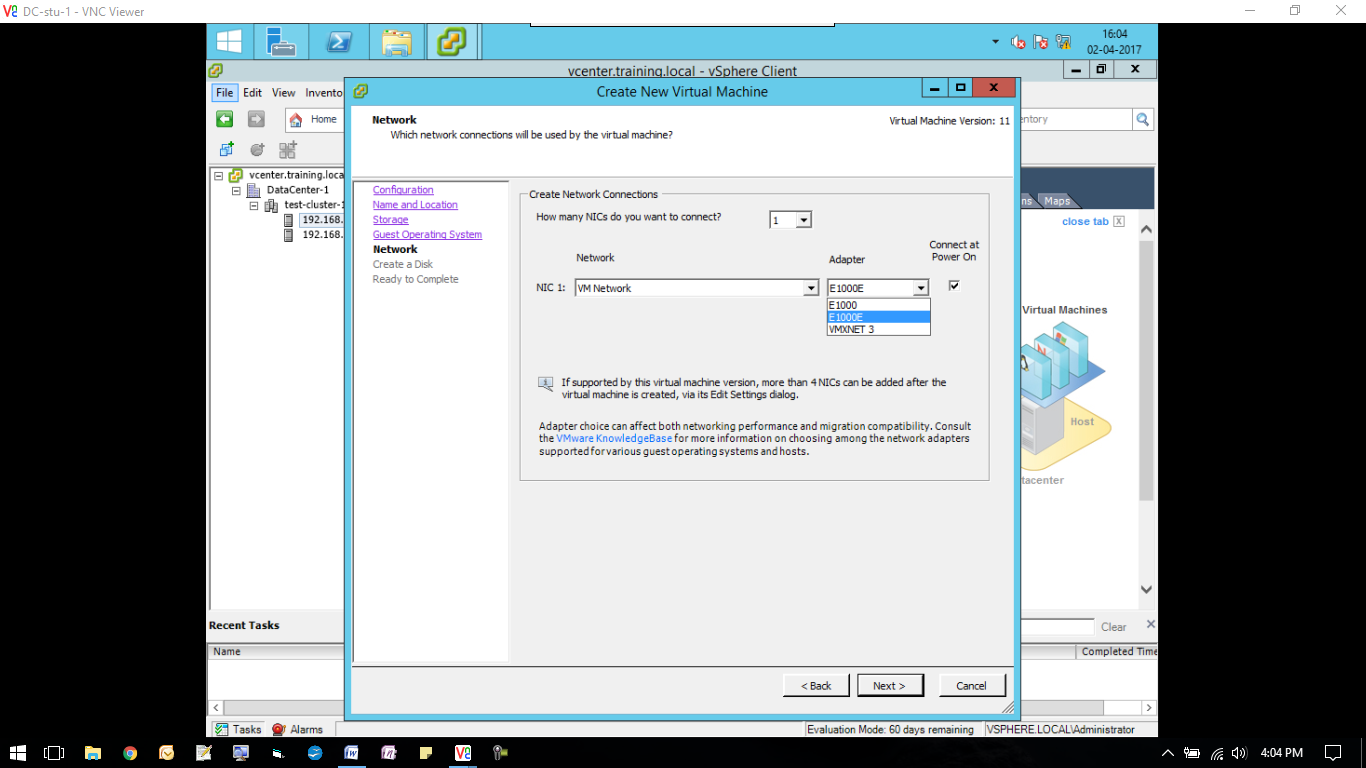 DC-stu-1 - VNC Viewer
16:04
02-04-2017
vcenter.training.local - vSphere Client
File Edit View Invento
Home
entory
vcenter.training.loca
DataCenter-1
test-cluster-1
192.168.
192.168.
Create New Virtual Machine
Network
Which network connections will be used by the virtual machine?
Virtual Machine Version: 11
Configuration
Name and Location
Storage
Guest Operating System
Network
Create a Disk
Ready to Complete
Create Network Connections
How many NICs do you want to connect? 1
Network
Adapter
Connect at
Power On
NIC 1: VM Network E1000E
E1000
E1000E
VMXNET 3
If supported by this virtual machine version, more than 4 NICs can be added after the
virtual machine is created, via its Edit Settings dialog.
Adapter choice can affect both networking performance and migration compatibility. Consult
the VMware KnowledgeBase for more information on choosing among the network adapters
supported for various guest operating systems and hosts.
< Back Next > Cancel
ns Maps
close tab X
Virtual Machines
Host
tacenter
Recent Tasks
Clear
Name
Completed Time
Tasks Alarms
Evaluation Mode: 60 days remaining
VSPHERE.LOCAL\Administrator
4:04 PM